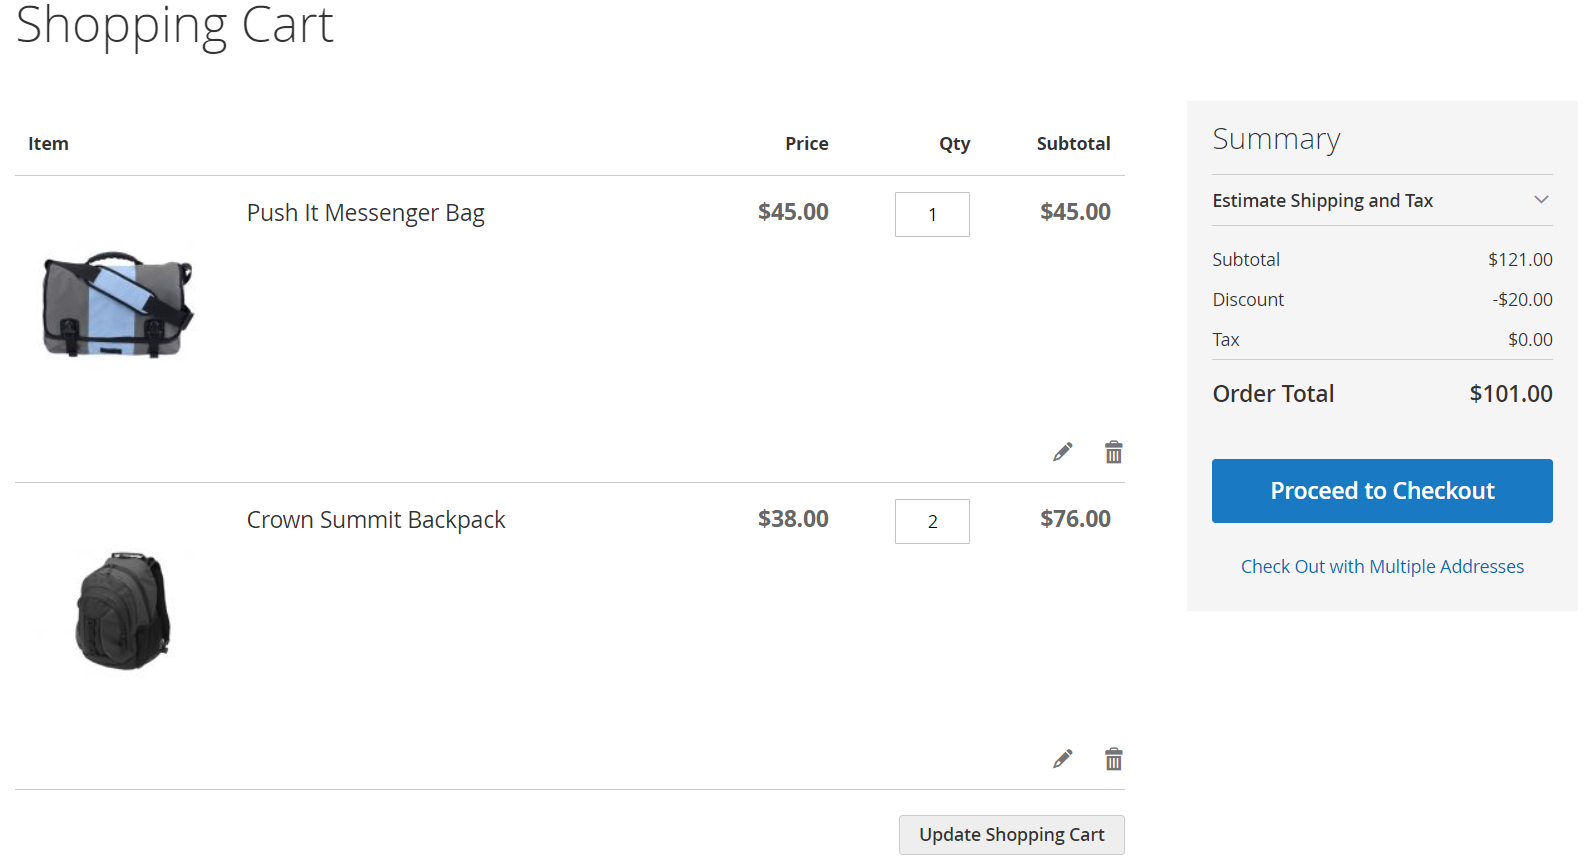 Shopping Cart
Item Price Qty Subtotal
Push It Messenger Bag $45.00 1 $45.00
Crown Summit Backpack $38.00 2 $76.00
Update Shopping Cart
Summary
Estimate Shipping and Tax
Subtotal $121.00
Discount -$20.00
Tax $0.00
Order Total $101.00
Proceed to Checkout
Check Out with Multiple Addresses